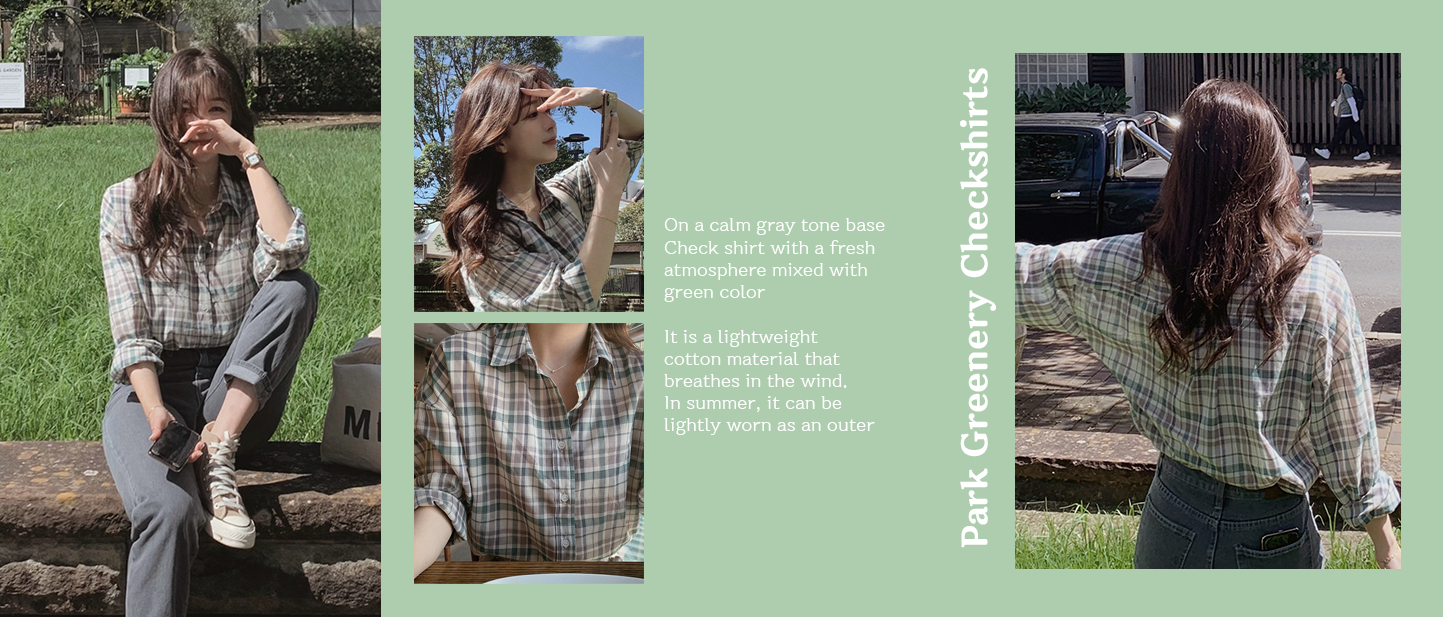 GARDEN
On a calm gray tone base
Check shirt with a fresh
atmosphere mixed with
green color
It is a lightweight
cotton material that
breathes in the wind.
In summer, it can be
lightly worn as an outer
Park Greenery Checkshirts